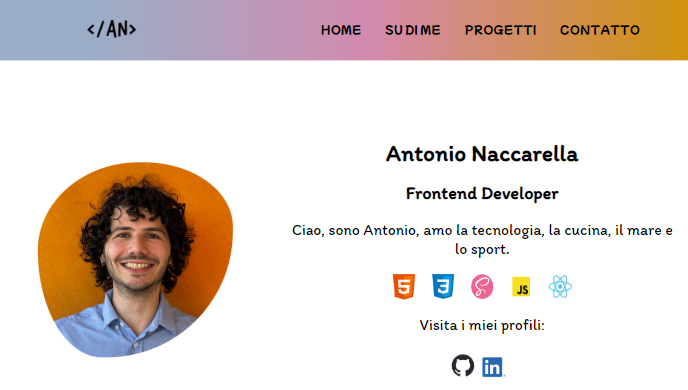 </AN>
HOME SU DI ME PROGETTI CONTATTO
Antonio Naccarella
Frontend Developer
Ciao, sono Antonio, amo la tecnologia, la cucina, il mare e
lo sport.
5 3 JS
Visita i miei profili:
in